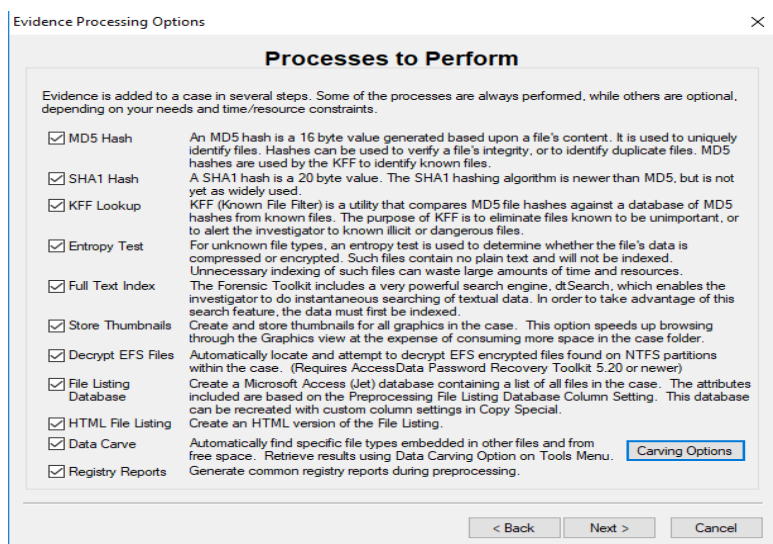 Evidence Processing Options
Processes to Perform
Evidence is added to a case in several steps. Some of the processes are always performed, while others are optional,
depending on your needs and time/resource constraints.
MD5 Hash
An MD5 hash is a 16 byte value generated based upon a file's content. It is used to uniquely
identify files. Hashes can be used to verify a file's integrity, or to identify duplicate files. MD5
hashes are used by the KFF to identify known files.
SHA1 Hash
A SHA1 hash is a 20 byte value. The SHA1 hashing algorithm is newer than MD5, but is not
yet as widely used.
KFF Lookup
KFF (Known File Filter) is a utility that compares MD5 file hashes against a database of MD5
hashes from known files. The purpose of KFF is to eliminate files known to be unimportant, or
to alert the investigator to known illicit or dangerous files.
Entropy Test
For unknown file types, an entropy test is used to determine whether the file's data is
compressed or encrypted. Such files contain no plain text and will not be indexed.
Unnecessary indexing of such files can waste large amounts of time and resources.
Full Text Index
The Forensic Toolkit includes a very powerful search engine, dtSearch, which enables the
investigator to do instantaneous searching of textual data. In order to take advantage of this
search feature, the data must first be indexed.
Store Thumbnails
Create and store thumbnails for all graphics in the case. This option speeds up browsing
through the Graphics view at the expense of consuming more space in the case folder.
Decrypt EFS Files
Automatically locate and attempt to decrypt EFS encrypted files found on NTFS partitions
within the case. (Requires AccessData Password Recovery Toolkit 5.20 or newer)
File Listing
Database
Create a Microsoft Access (Jet) database containing a list of all files in the case. The attributes
included are based on the Preprocessing File Listing Database Column Setting. This database
can be recreated with custom column settings in Copy Special.
HTML File Listing
Create an HTML version of the File Listing.
Data Carve
Automatically find specific file types embedded in other files and from
free space. Retrieve results using Data Carving Option on Tools Menu.
Carving Options
Registry Reports
Generate common registry reports during preprocessing.
< Back
Next >
Cancel